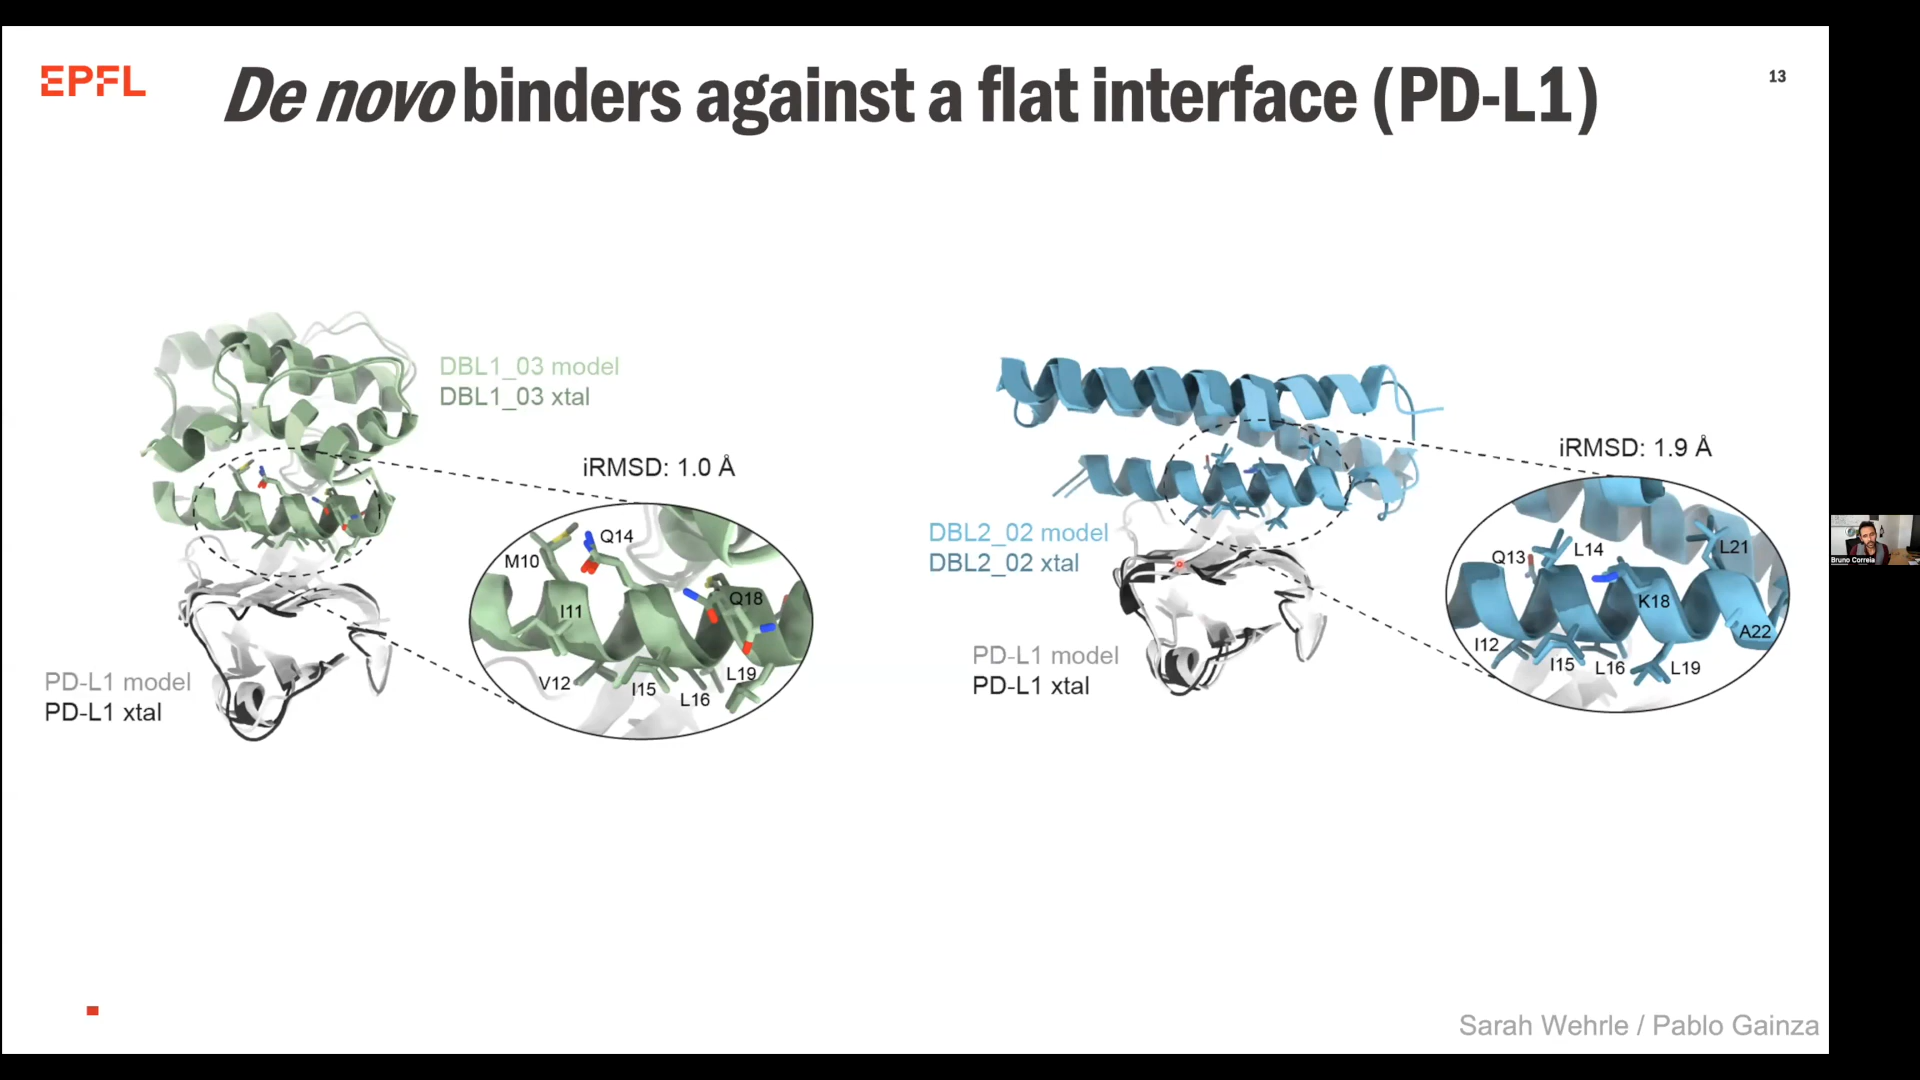 EPFL
De novo binders against a flat interface (PD-L1)
13
DBL1_03 model
DBL1_03 xtal
iRMSD: 1.0 Å
M10
Q14
I11
Q18
V12
I15
L16
L19
PD-L1 model
PD-L1 xtal
DBL2_02 model
DBL2_02 xtal
iRMSD: 1.9 Å
Q13
L14
L21
K18
A22
I12
I15
L16
L19
PD-L1 model
PD-L1 xtal
Bruno Correia
Sarah Wehrle / Pablo Gainza